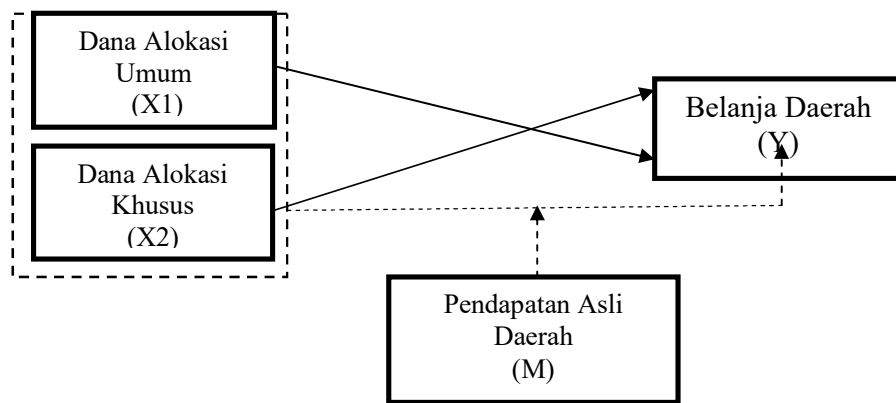 Dana Alokasi
Umum
(X1)
Dana Alokasi
Khusus
(X2)
Belanja Daerah
(Y)
Pendapatan Asli
Daerah
(M)